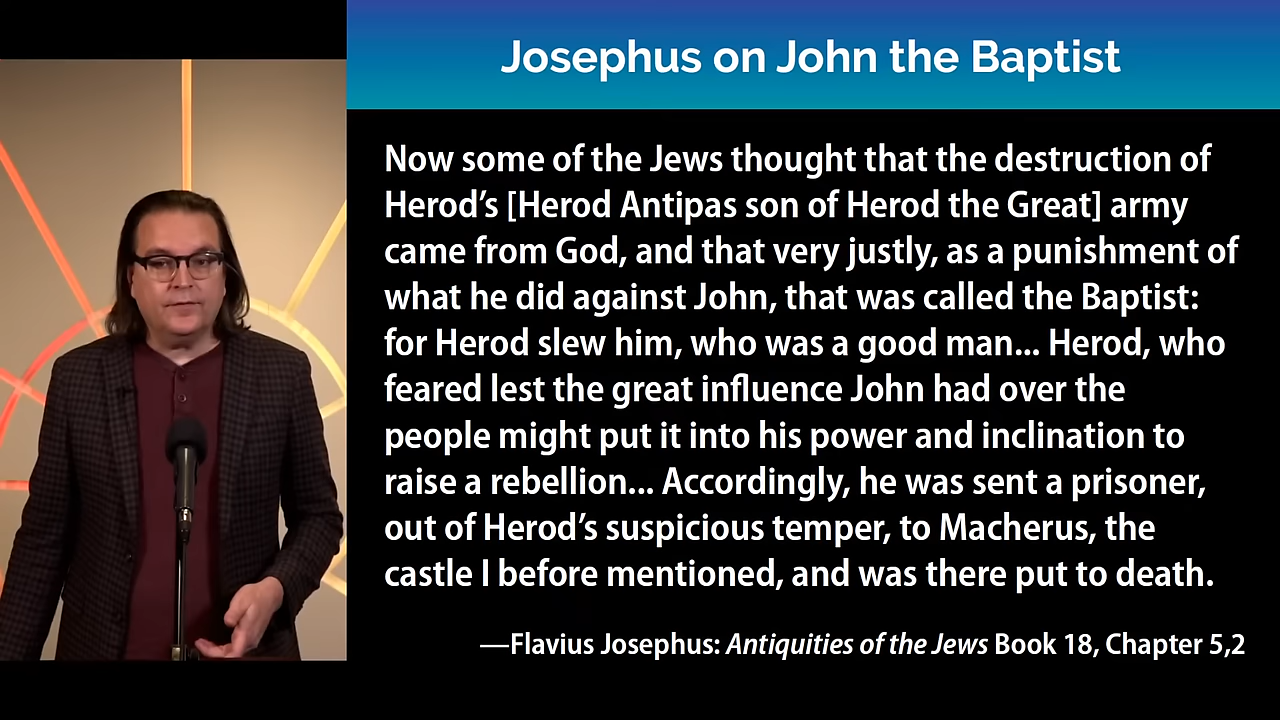 Josephus on John the Baptist
Now some of the Jews thought that the destruction of
Herod’s [Herod Antipas son of Herod the Great] army
came from God, and that very justly, as a punishment of
what he did against John, that was called the Baptist:
for Herod slew him, who was a good man... Herod, who
feared lest the great influence John had over the
people might put it into his power and inclination to
raise a rebellion... Accordingly, he was sent a prisoner,
out of Herod’s suspicious temper, to Macherus, the
castle I before mentioned, and was there put to death.
—Flavius Josephus: Antiquities of the Jews Book 18, Chapter 5,2